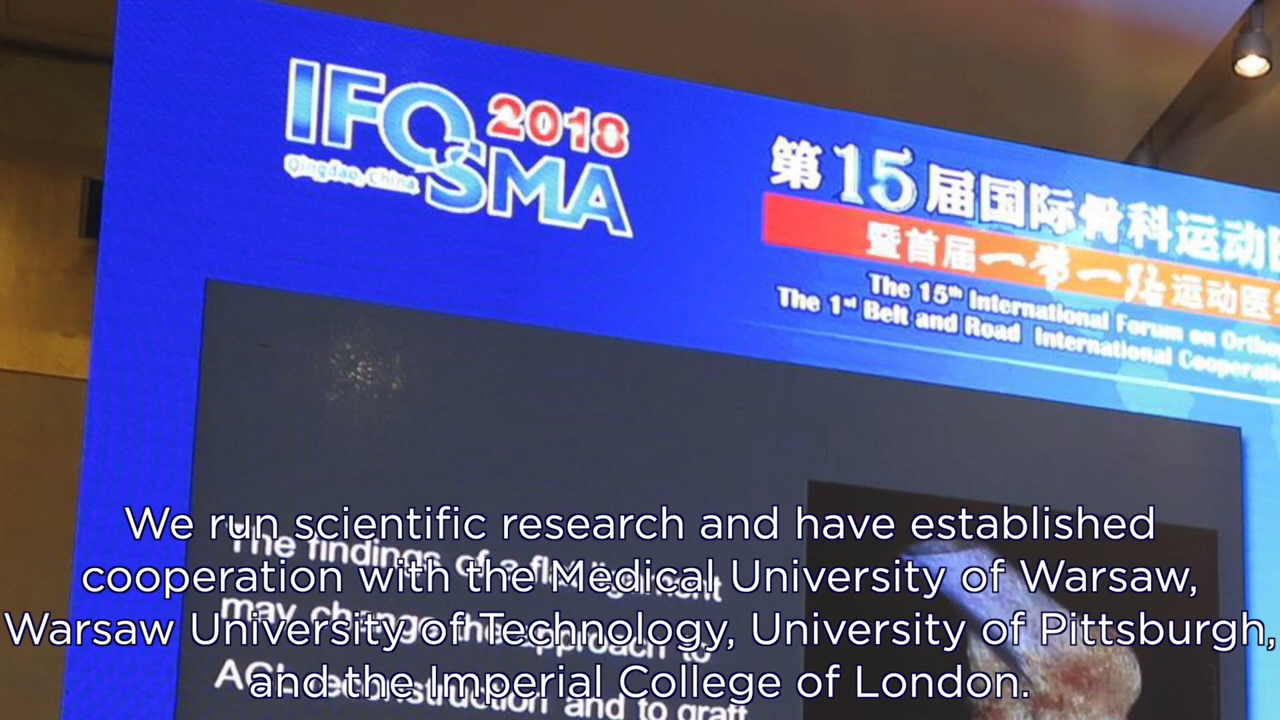 IFOSMA 2018
Qingdao, China
第15届国际骨科运动
暨首届一带一路运动医
The 15th International Forum on Ortho
The 1st Belt and Road International Cooperati
The findings of a flat ligament
may change the approach to
ACL reconstruction and to graft
We run scientific research and have established
cooperation with the Medical University of Warsaw,
Warsaw University of Technology, University of Pittsburgh,
and the Imperial College of London.